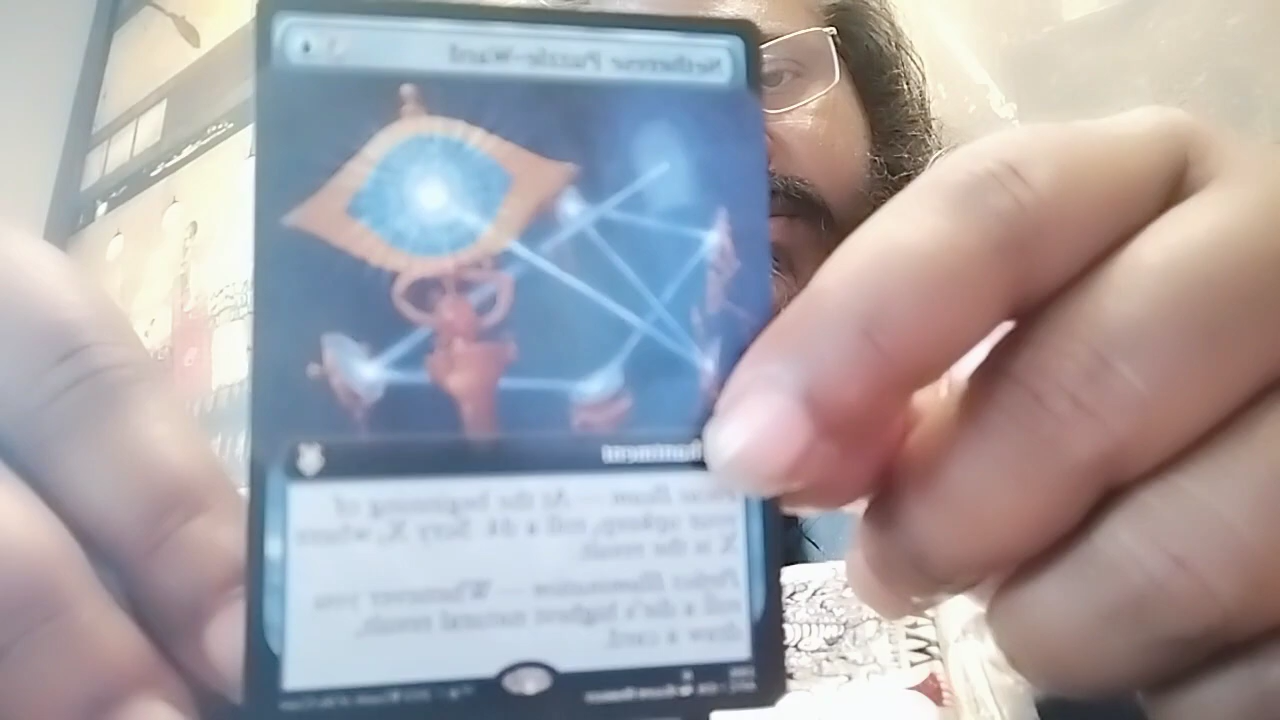 Netherese Puzzle-Ward
Focus Beam — At the beginning of
your upkeep, roll a d4. Scry X, where
X is the result.
Perfect Illumination — Whenever you
roll a die's highest natural result,
draw a card.